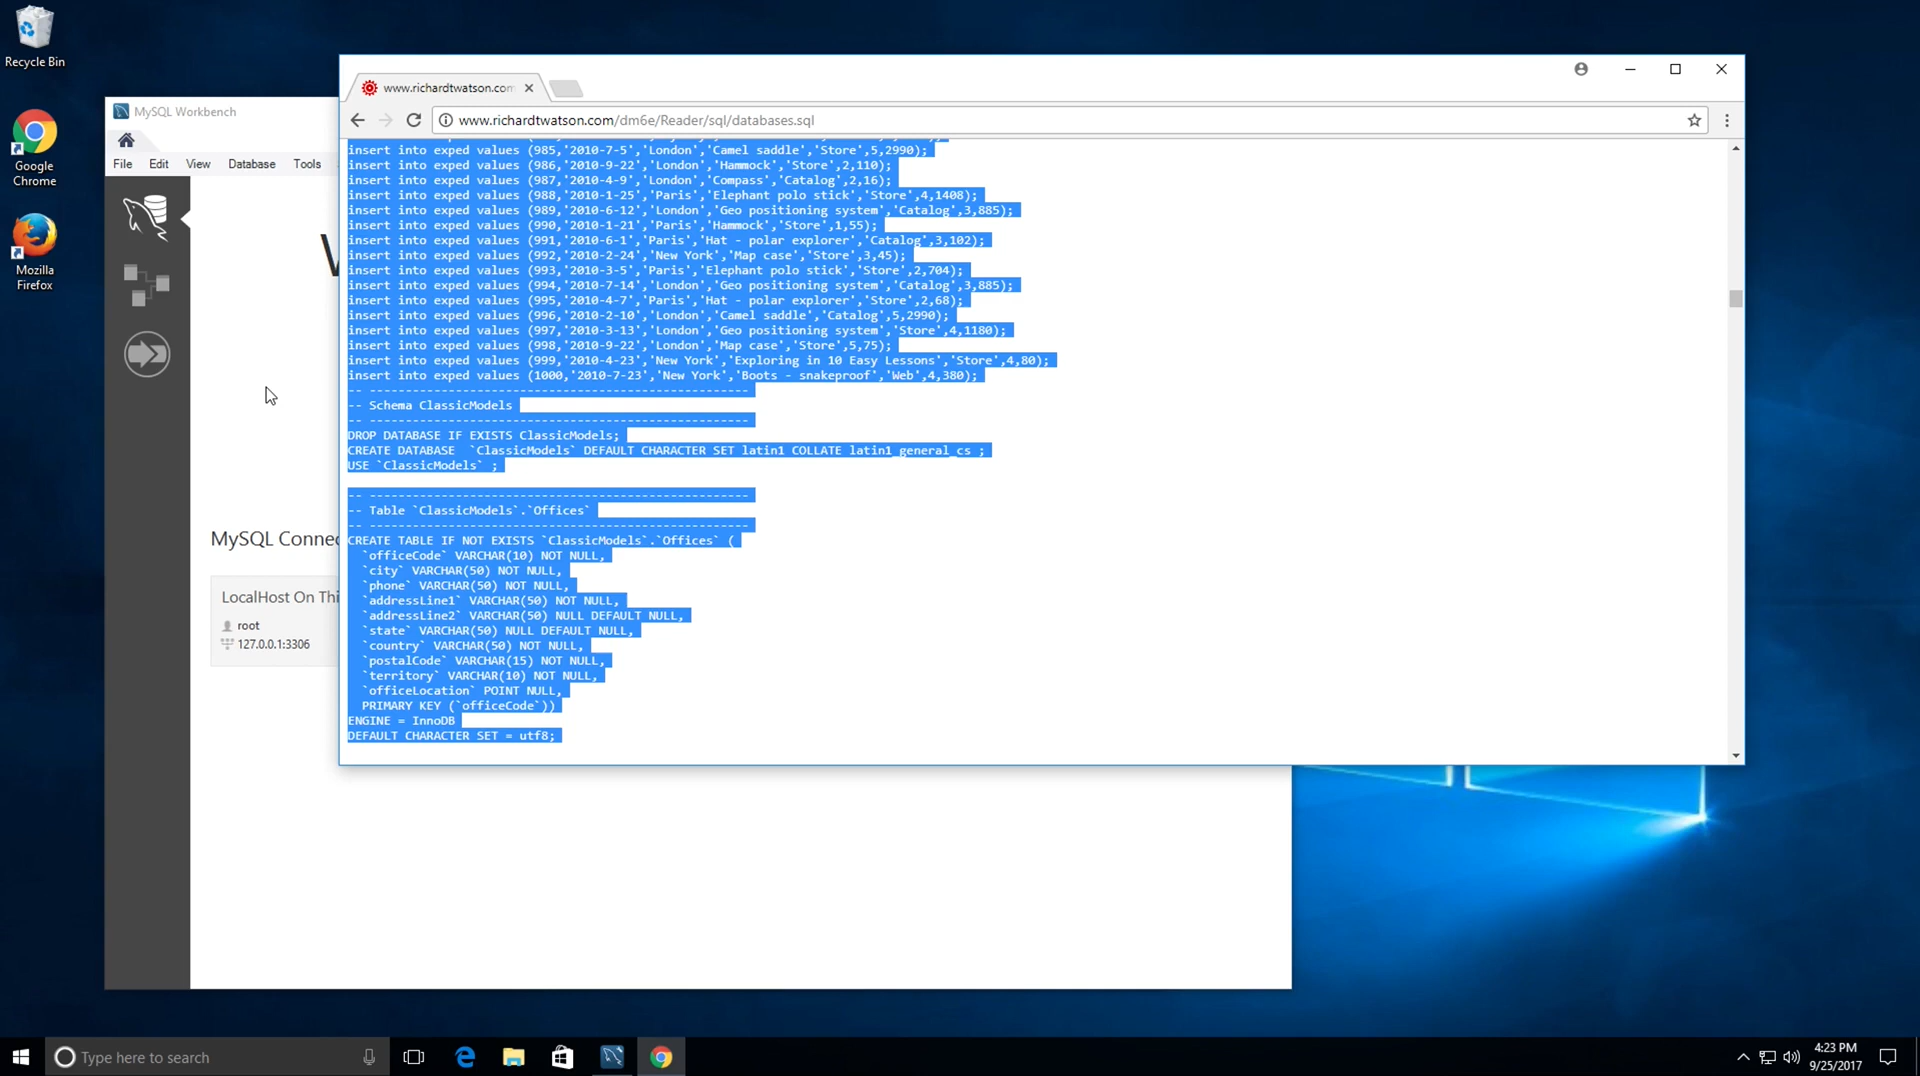 Recycle Bin
Google
Chrome
Mozilla
Firefox
MySQL Workbench
File Edit View Database Tools
W
MySQL Connec
LocalHost On Thi
root
127.0.0.1:3306
www.richardtwatson.com
www.richardtwatson.com/dm6e/Reader/sql/databases.sql
insert into exped values (985,'2010-7-5','London','Camel saddle','Store',5,2990);
insert into exped values (986,'2010-9-22','London','Hammock','Store',2,110);
insert into exped values (987,'2010-4-9','London','Compass','Catalog',2,16);
insert into exped values (988,'2010-1-25','Paris','Elephant polo stick','Store',4,1408);
insert into exped values (989,'2010-6-12','London','Geo positioning system','Catalog',3,885);
insert into exped values (990,'2010-1-21','Paris','Hammock','Store',1,55);
insert into exped values (991,'2010-6-1','Paris','Hat - polar explorer','Catalog',3,102);
insert into exped values (992,'2010-2-24','New York','Map case','Store',3,45);
insert into exped values (993,'2010-3-5','Paris','Elephant polo stick','Store',2,704);
insert into exped values (994,'2010-7-14','London','Geo positioning system','Catalog',3,885);
insert into exped values (995,'2010-4-7','Paris','Hat - polar explorer','Store',2,68);
insert into exped values (996,'2010-2-10','London','Camel saddle','Catalog',5,2990);
insert into exped values (997,'2010-3-13','London','Geo positioning system','Store',4,1180);
insert into exped values (998,'2010-9-22','London','Map case','Store',5,75);
insert into exped values (999,'2010-4-23','New York','Exploring in 10 Easy Lessons','Store',4,80);
insert into exped values (1000,'2010-7-23','New York','Boots - snakeproof','Web',4,380);
-- -----------------------------------------------------
-- Schema ClassicModels
-- -----------------------------------------------------
DROP DATABASE IF EXISTS ClassicModels;
CREATE DATABASE  `ClassicModels` DEFAULT CHARACTER SET latin1 COLLATE latin1_general_cs ;
USE `ClassicModels` ;
-- -----------------------------------------------------
-- Table `ClassicModels`.`Offices`
-- -----------------------------------------------------
CREATE TABLE IF NOT EXISTS `ClassicModels`.`Offices` (
`officeCode` VARCHAR(10) NOT NULL,
`city` VARCHAR(50) NOT NULL,
`phone` VARCHAR(50) NOT NULL,
`addressLine1` VARCHAR(50) NOT NULL,
`addressLine2` VARCHAR(50) NULL DEFAULT NULL,
`state` VARCHAR(50) NULL DEFAULT NULL,
`country` VARCHAR(50) NOT NULL,
`postalCode` VARCHAR(15) NOT NULL,
`territory` VARCHAR(10) NOT NULL,
`officeLocation` POINT NULL,
PRIMARY KEY (`officeCode`))
ENGINE = InnoDB
DEFAULT CHARACTER SET = utf8;
Type here to search
4:23 PM
9/25/2017